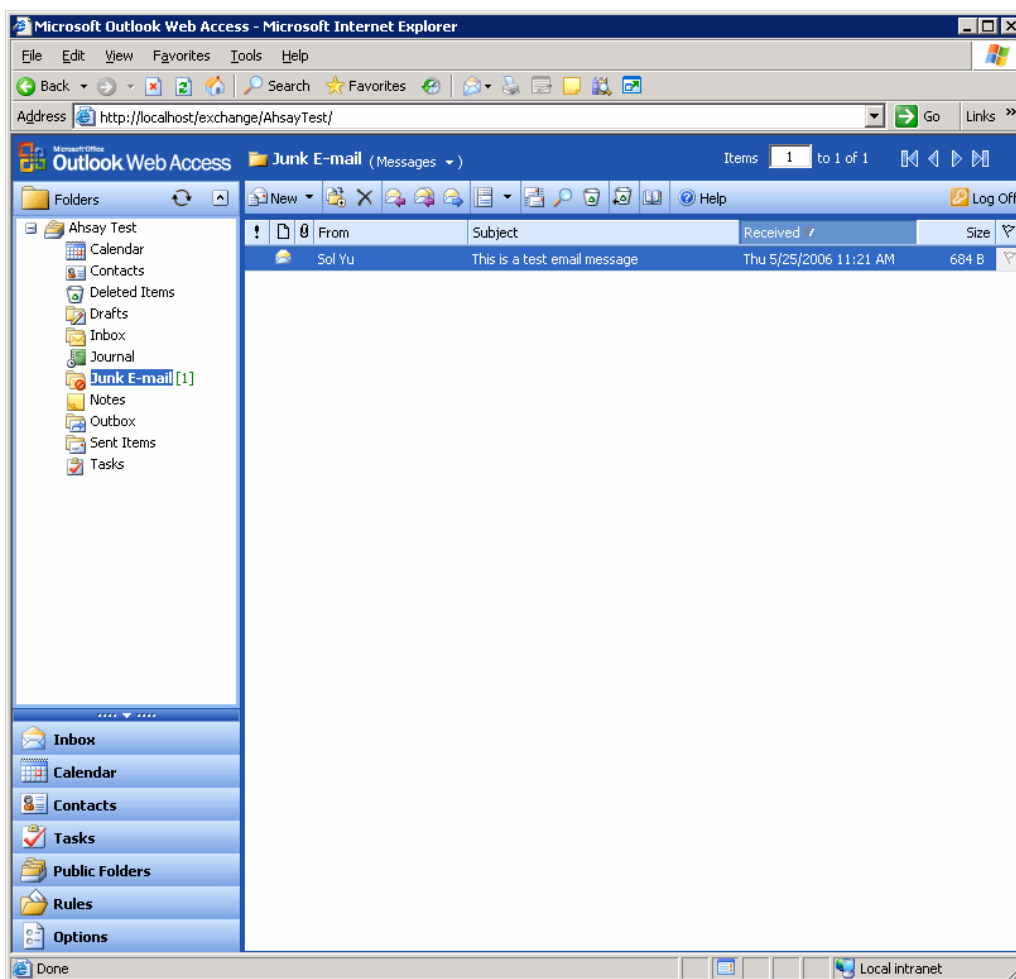 Microsoft Outlook Web Access - Microsoft Internet Explorer
File Edit View Favorites Tools Help
Back Search Favorites
Address http://localhost/exchange/AhsayTest/ Go Links »
Microsoft Office
Outlook Web Access Junk E-mail (Messages ) Items 1 to 1 of 1
Folders New Help Log Off
Ahsay Test ! From Subject Received Size
Calendar Sol Yu This is a test email message Thu 5/25/2006 11:21 AM 684 B
Contacts
Deleted Items
Drafts
Inbox
Journal
Junk E-mail [1]
Notes
Outbox
Sent Items
Tasks
Inbox
Calendar
Contacts
Tasks
Public Folders
Rules
Options
Done Local intranet